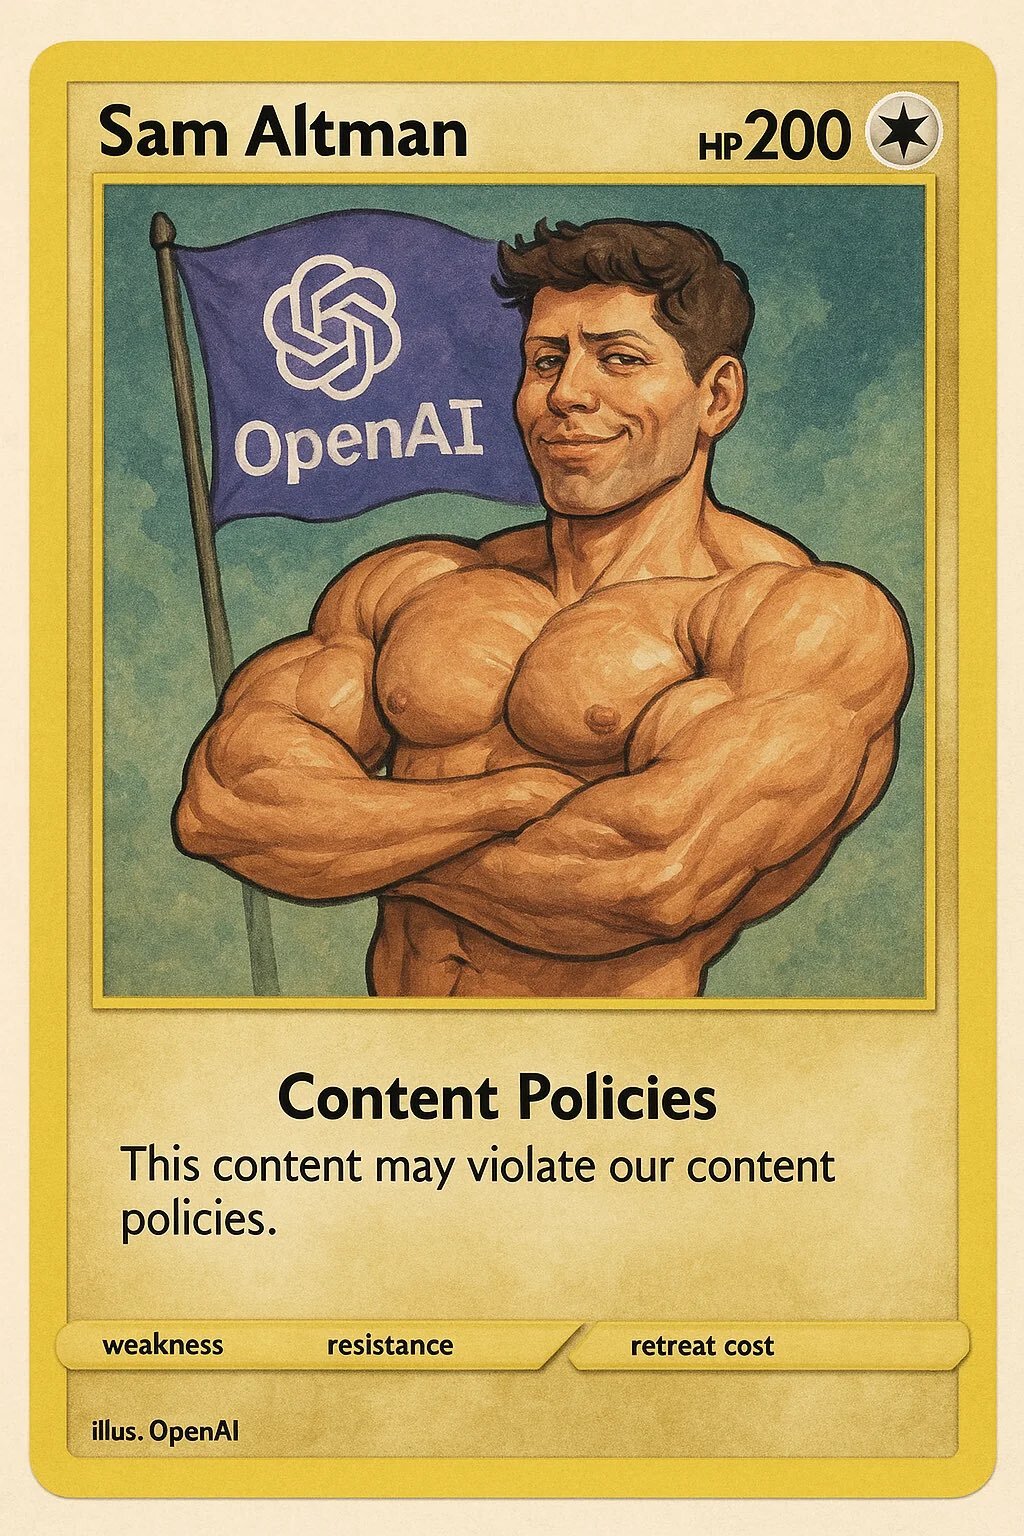 Sam Altman
HP200
OpenAI
Content Policies
This content may violate our content
policies.
weakness resistance retreat cost
illus. OpenAI